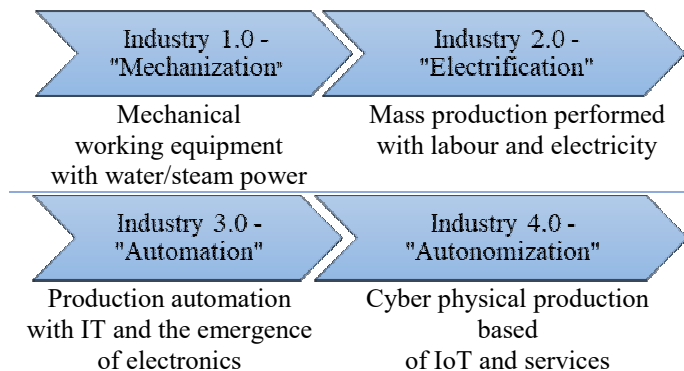 Industry 1.0 -
"Mechanization"
Industry 2.0 -
"Electrification"
Mechanical
working equipment
with water/steam power
Mass production performed
with labour and electricity
Industry 3.0 -
"Automation"
Industry 4.0 -
"Autonomization"
Production automation
with IT and the emergence
of electronics
Cyber physical production
based
of IoT and services